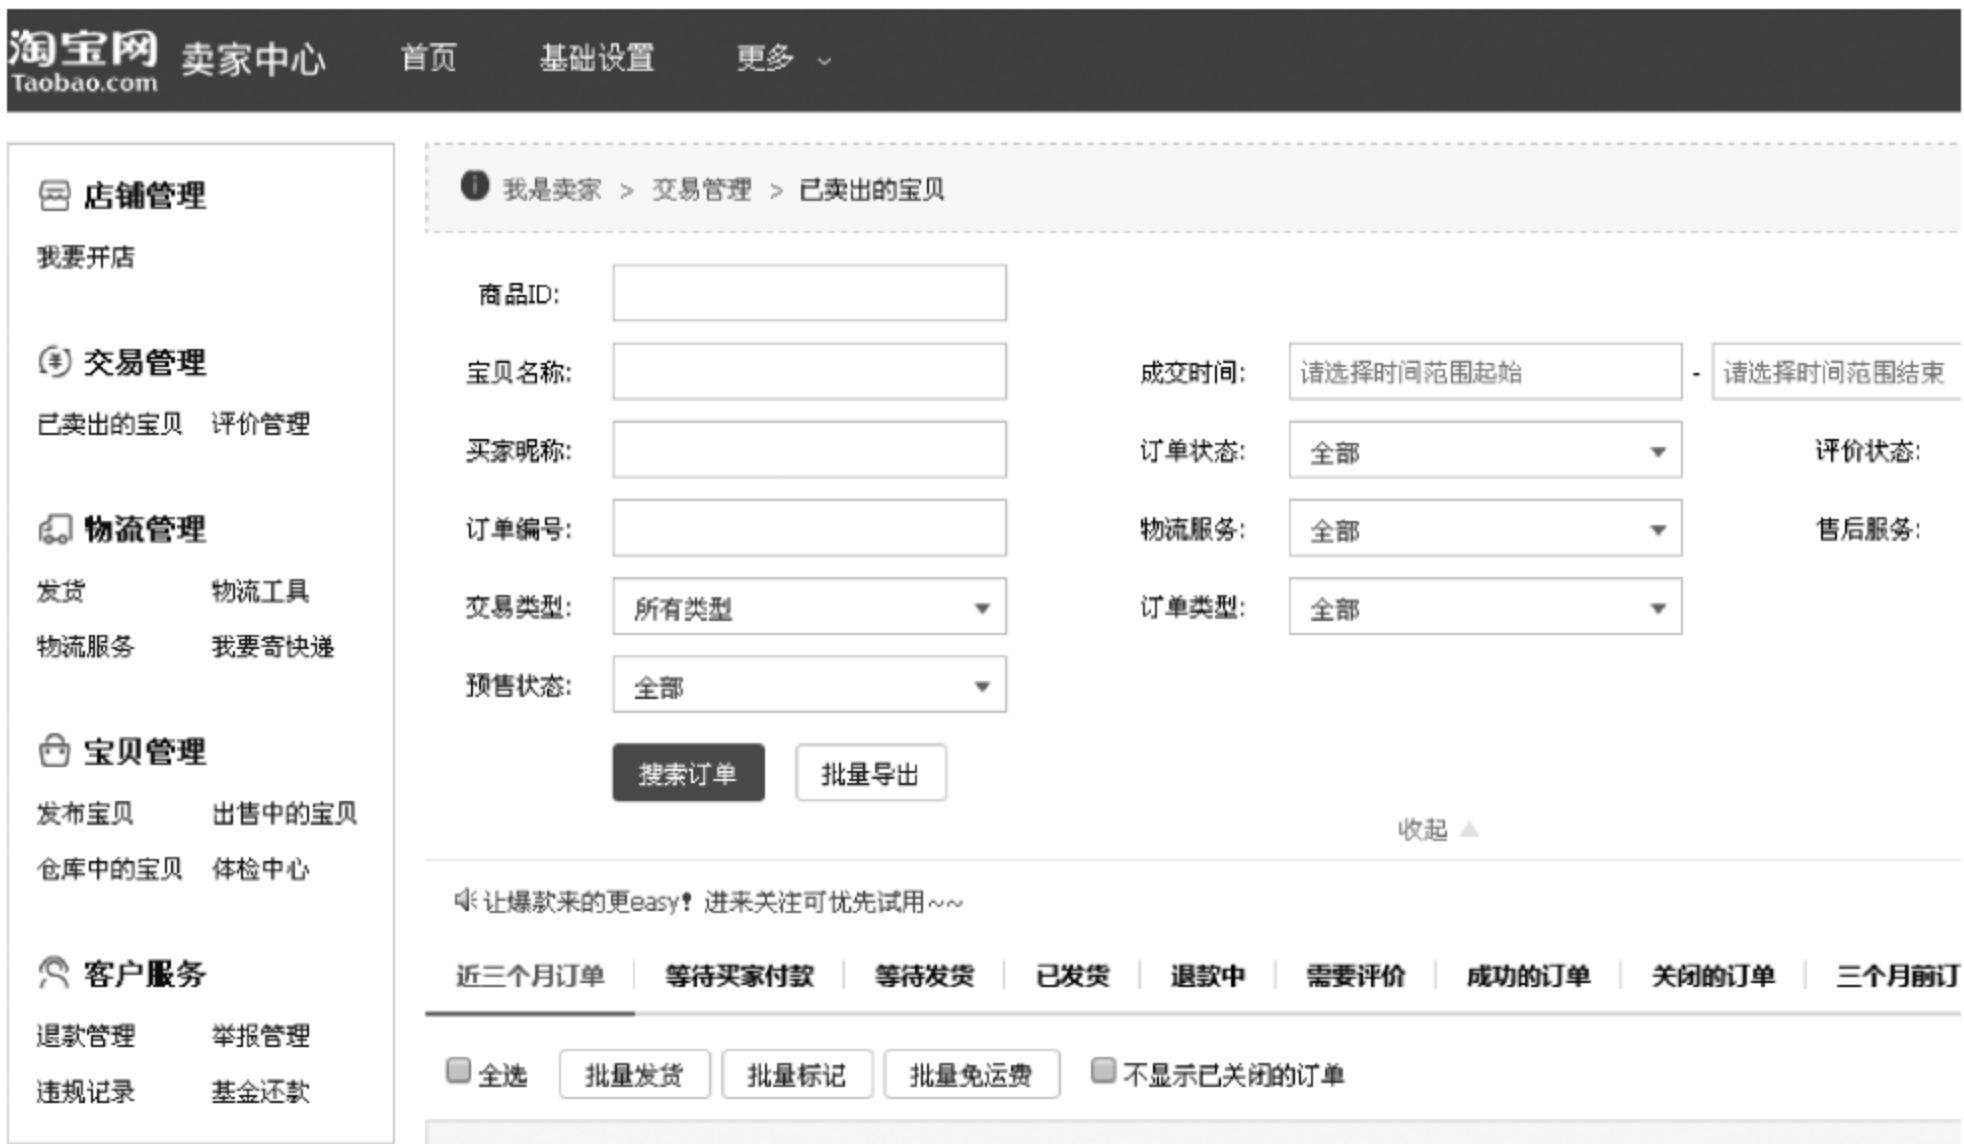 淘宝网 卖家中心 首页 基础设置 更多
Taobao.com
店铺管理
我要开店
交易管理
已卖出的宝贝 评价管理
物流管理
发货 物流工具
物流服务 我要寄快递
宝贝管理
发布宝贝 出售中的宝贝
仓库中的宝贝 体检中心
客户服务
退款管理 举报管理
违规记录 基金还款
我是卖家 > 交易管理 > 已卖出的宝贝
商品ID:
宝贝名称: 成交时间: 请选择时间范围起始 - 请选择时间范围结束
买家昵称: 订单状态: 全部 评价状态:
订单编号: 物流服务: 全部 售后服务:
交易类型: 所有类型 订单类型: 全部
预售状态: 全部
搜索订单 批量导出
收起
让爆款来的更easy! 进来关注可优先试用~~
近三个月订单 等待买家付款 等待发货 已发货 退款中 需要评价 成功的订单 关闭的订单 三个月前订
全选 批量发货 批量标记 批量免运费 不显示已关闭的订单